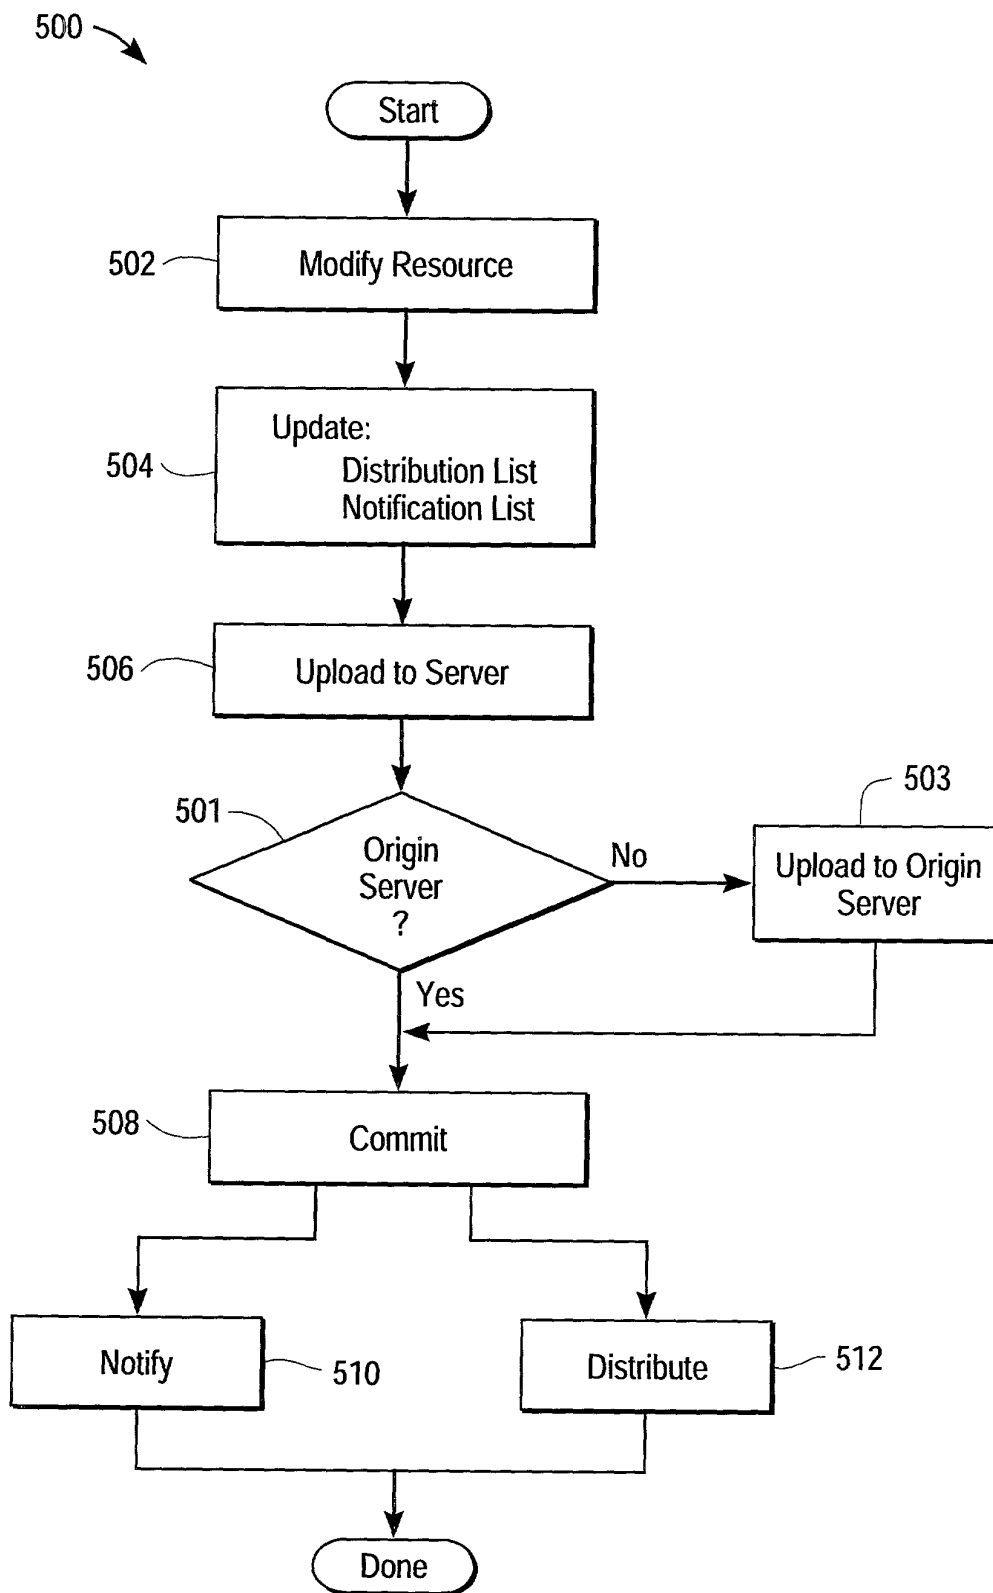 500
Start
502
Modify Resource
504
Update:
Distribution List
Notification List
506
Upload to Server
501
Origin
Server
?
No
503
Upload to Origin
Server
Yes
508
Commit
Notify
510
Distribute
512
Done